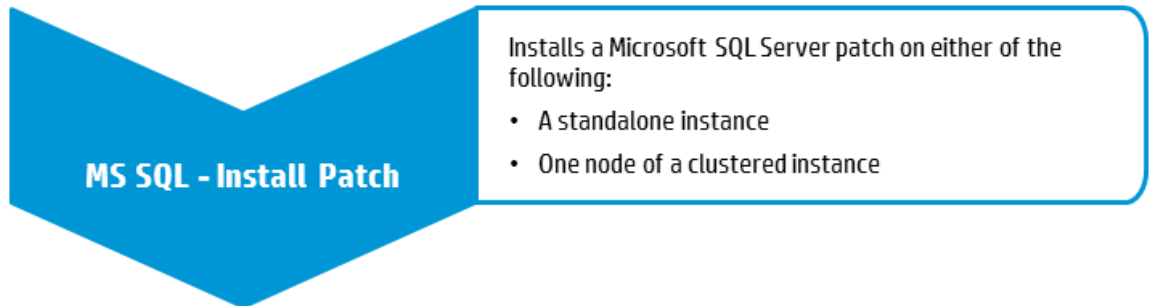 MS SQL - Install Patch
Installs a Microsoft SQL Server patch on either of the
following:
• A standalone instance
• One node of a clustered instance